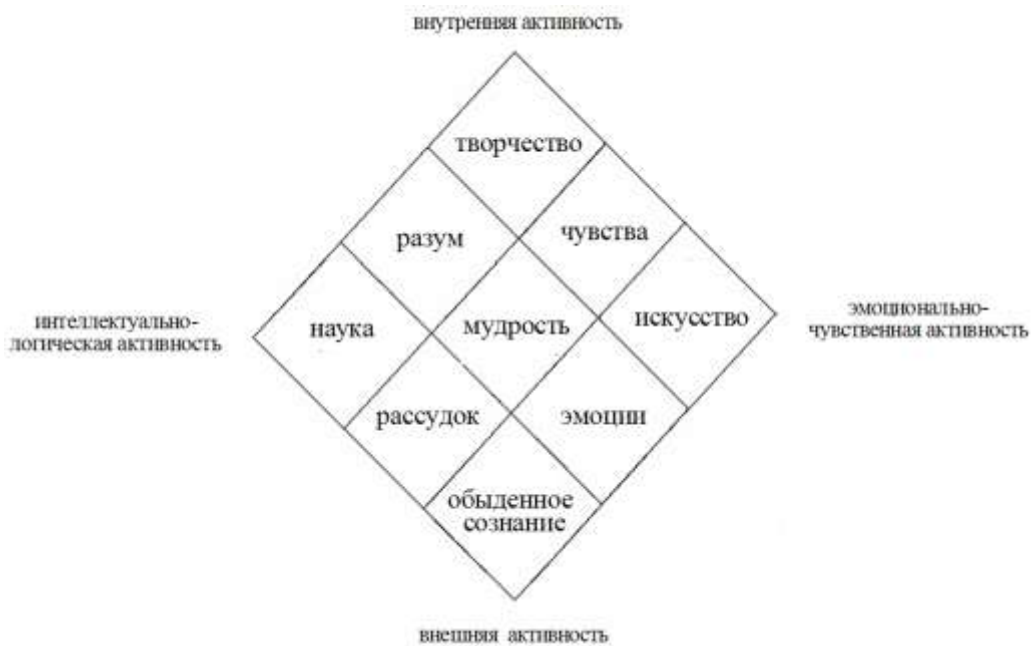 внутренняя активность
творчество
разум
чувства
наука
мудрость
искусство
интеллектуально-
логическая активность
эмоционально-
чувственная активность
рассудок
эмоции
обыденное
сознание
внешняя активность